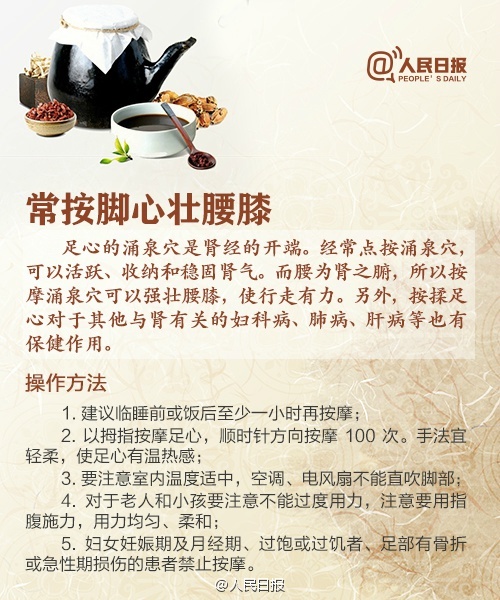 @人民日报
PEOPLE'S DAILY
常按脚心壮腰膝
足心的涌泉穴是肾经的开端。经常点按涌泉穴，
可以活跃、收纳和稳固肾气。而腰为肾之腑，所以按
摩涌泉穴可以强壮腰膝，使行走有力。另外，按揉足
心对于其他与肾有关的妇科病、肺病、肝病等也有
保健作用。
操作方法
1. 建议临睡前或饭后至少一小时再按摩；
2. 以拇指按摩足心，顺时针方向按摩 100 次。手法宜
轻柔，使足心有温热感；
3. 要注意室内温度适中，空调、电风扇不能直吹脚部；
4. 对于老人和小孩要注意不能过度用力，注意要用指
腹施力，用力均匀、柔和；
5. 妇女妊娠期及月经期、过饱或过饥者、足部有骨折
或急性期损伤的患者禁止按摩。
@人民日报